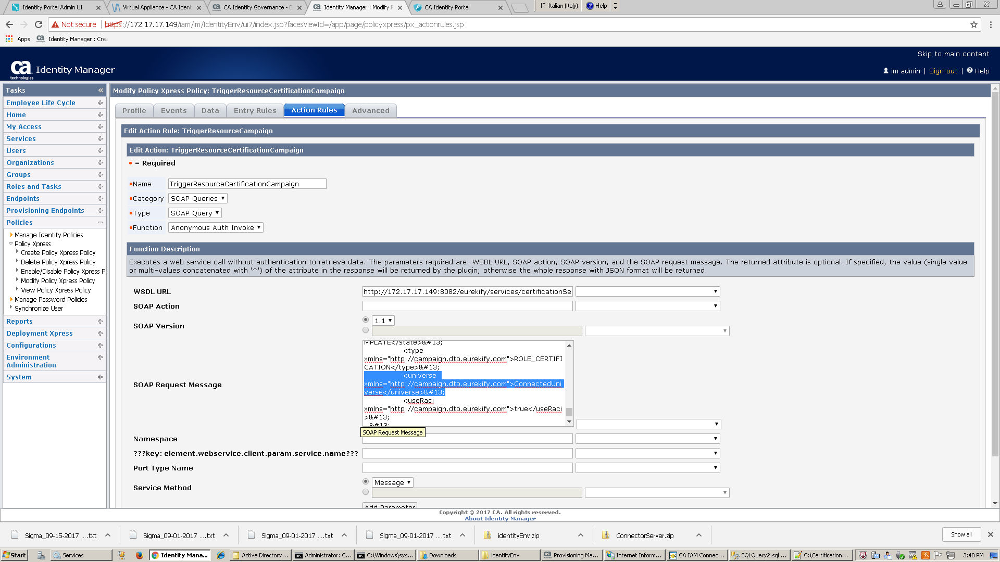 Identity Portal Admin UI
Virtual Appliance - CA Ident
CA Identity Governance - E
Identity Manager : Modify P
CA Identity Portal
IT Italian (Italy)
Help
Not secure
https://172.17.17.149/iam/im/IdentityEnv/ui7/index.jsp?facesViewId=/app/page/policyxpress/px_actionrules.jsp
Apps
Identity Manager : Crea
Skip to main content
ca technologies
Identity Manager
im admin | Sign out | Help
Tasks «
Employee Life Cycle
Home
My Access
Services
Users
Organizations
Groups
Roles and Tasks
Endpoints
Provisioning Endpoints
Policies
Manage Identity Policies
Policy Xpress
Create Policy Xpress Policy
Delete Policy Xpress Policy
Enable/Disable Policy Xpress P
Modify Policy Xpress Policy
View Policy Xpress Policy
Manage Password Policies
Synchronize User
Reports
Deployment Xpress
Configurations
Environment
Administration
System
Modify Policy Xpress Policy: TriggerResourceCertificationCampaign
Profile
Events
Data
Entry Rules
Action Rules
Advanced
Edit Action Rule: TriggerResourceCampaign
Edit Action: TriggerResourceCertificationCampaign
• = Required
•Name TriggerResourceCertificationCampaign
•Category SOAP Queries
•Type SOAP Query
•Function Anonymous Auth Invoke
Function Description
Executes a web service call without authentication to retrieve data. The parameters required are: WSDL URL, SOAP action, SOAP version, and the SOAP request message. The returned attribute is optional. If specified, the value (single value
or multi-values concatenated with '^') of the attribute in the response will be returned by the plugin; otherwise the whole response with JSON format will be returned.
WSDL URL http://172.17.17.149:8082/eurekify/services/certificationSe
SOAP Action
SOAP Version 1.1
SOAP Request Message
MPLATE</state>&#13;
<type
xmlns="http://campaign.dto.eurekify.com">ROLE_CERTIFI
CATION</type>&#13;
<universe
xmlns="http://campaign.dto.eurekify.com">ConnectedUni
verse</universe>&#13;
<useRaci
xmlns="http://campaign.dto.eurekify.com">true</useRaci
>&#13;
&#13;
SOAP Request Message
Namespace
???key: element.webservice.client.param.service.name???
Port Type Name
Service Method Message
Add Parameter
Copyright © 2017 CA. All rights reserved.
About Identity Manager
Sigma_09-15-2017 ....txt
Sigma_09-01-2017 ....txt
Sigma_09-01-2017 ....txt
Sigma_09-01-2017 ....txt
identityEnv.zip
ConnectorServer.zip
Show all
Start
Services
Identity Mana...
Active Directory...
Administrator: C...
C:\Windows\sys...
Downloads
identityEnv
Provisioning Ma...
Internet Inform...
CA IAM Connec...
SQLQuery2.sql ...
C:\Certification...
3:48 PM